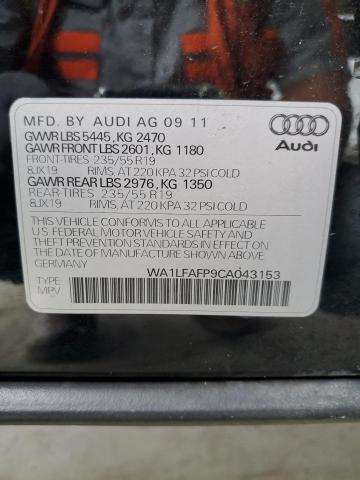 MFD. BY AUDI AG 09 11
GVWR LBS 5445, KG 2470
GAWR FRONT LBS 2601, KG 1180
FRONT-TIRES 235/55 R19
8JX19 RIMS, AT 220 KPA 32 PSI COLD
GAWR REAR LBS 2976, KG 1350
REAR-TIRES 235/55 R19
8JX19 RIMS, AT 220 KPA 32 PSI COLD
Audi
THIS VEHICLE CONFORMS TO ALL APPLICABLE
U.S FEDERAL MOTOR VEHICLE SAFETY AND
THEFT PREVENTION STANDARDS IN EFFECT ON
THE DATE OF MANUFACTURE SHOWN ABOVE.
GERMANY
WA1LFAFP9CA043153
TYPE
MPV